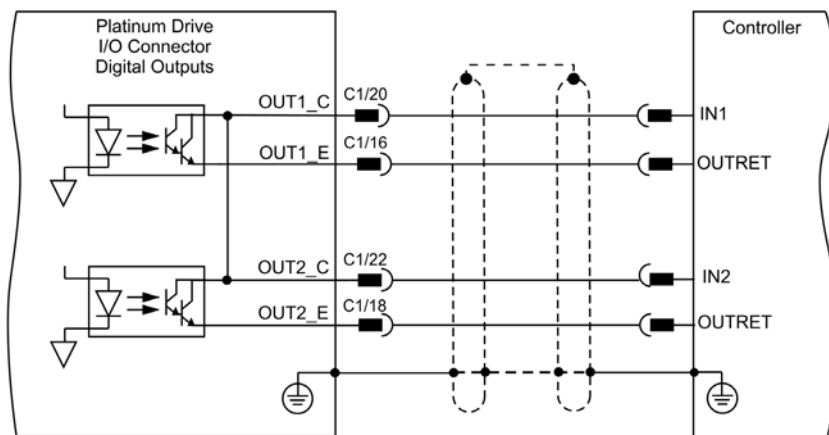 Platinum Drive
I/O Connector
Digital Outputs
Controller
OUT1_C
C1/20
IN1
OUT1_E
C1/16
OUTRET
OUT2_C
C1/22
IN2
OUT2_E
C1/18
OUTRET